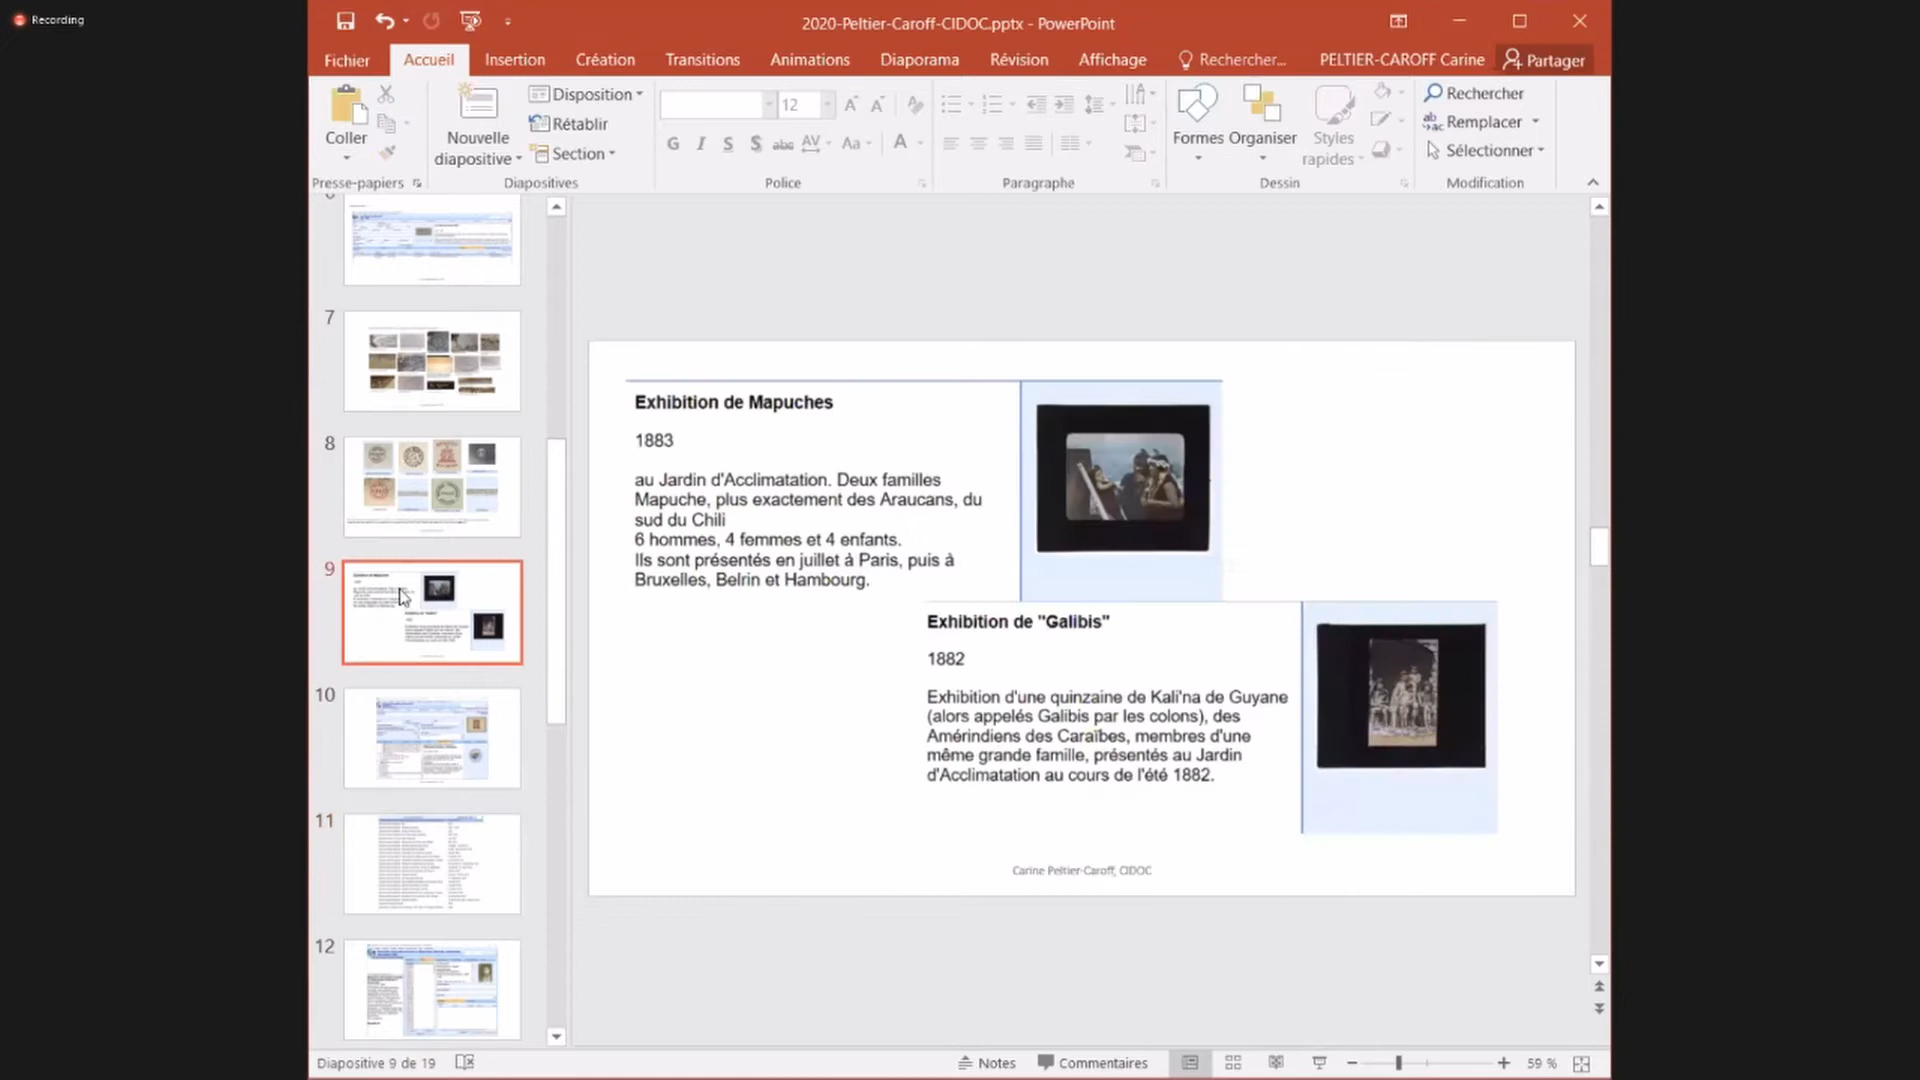 Recording
2020-Peltier-Caroff-CIDOC.pptx - PowerPoint
Fichier
Accueil
Insertion
Création
Transitions
Animations
Diaporama
Révision
Affichage
Rechercher...
PELTIER-CAROFF Carine
Partager
Coller
Nouvelle
diapositive
Disposition
Rétablir
Section
12
G I S S abc AV Aa A
Formes
Organiser
Styles
rapides
Rechercher
Remplacer
Sélectionner
Presse-papiers
Diapositives
Police
Paragraphe
Dessin
Modification
7
8
9
10
11
12
Exhibition de Mapuches
1883
au Jardin d'Acclimatation. Deux familles
Mapuche, plus exactement des Araucans, du
sud du Chili
6 hommes, 4 femmes et 4 enfants.
Ils sont présentés en juillet à Paris, puis à
Bruxelles, Belrin et Hambourg.
Exhibition de "Galibis"
1882
Exhibition d'une quinzaine de Kali'na de Guyane
(alors appelés Galibis par les colons), des
Amérindiens des Caraïbes, membres d'une
même grande famille, présentés au Jardin
d'Acclimatation au cours de l'été 1882.
Carine Peltier-Caroff, CIDOC
Diapositive 9 de 19
Notes
Commentaires
59 %